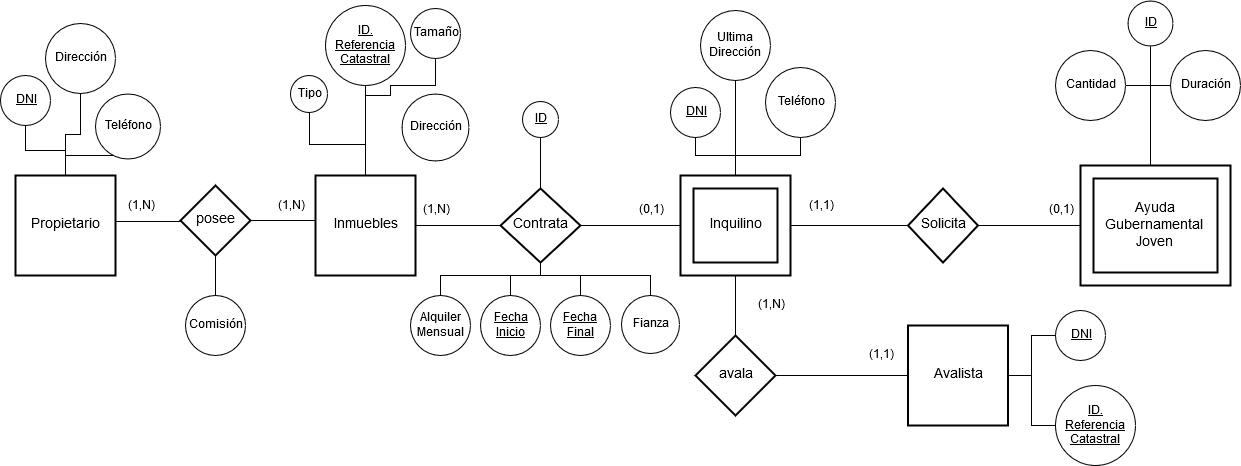 ID.
Referencia
Catastral
Tamaño
Dirección
DNI
Teléfono
Tipo
Dirección
ID
Ultima
Dirección
DNI
Teléfono
ID
Cantidad
Duración
Propietario
(1,N)
posee
(1,N)
Inmuebles
(1,N)
Contrata
(0,1)
Inquilino
(1,1)
Solicita
(0,1)
Ayuda
Gubernamental
Joven
Comisión
Alquiler
Mensual
Fecha
Inicio
Fecha
Final
Fianza
(1,N)
avala
(1,1)
Avalista
DNI
ID.
Referencia
Catastral